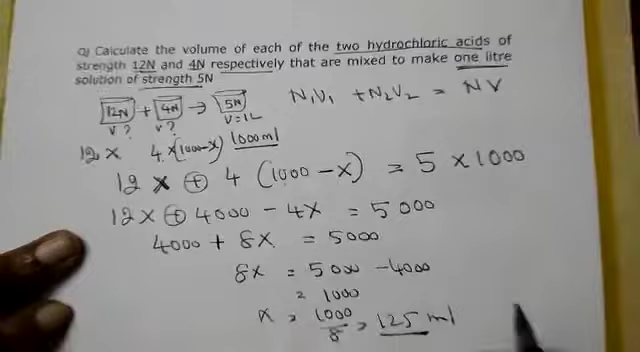 Q) Calculate the volume of each of the two hydrochloric acids of
strength 12N and 4N respectively that are mixed to make one litre
solution of strength 5N
12N + 4N → 5N N1V1 + N2V2 = NV
V? V? V=1L
12 x 4 x (1000-x) 1000ml
12 x ⊕ 4 (1000 - x) = 5 x 1000
12x ⊕ 4000 - 4x = 5000
4000 + 8x = 5000
8x = 5000 - 4000
= 1000
x = 1000/8 = 125 ml